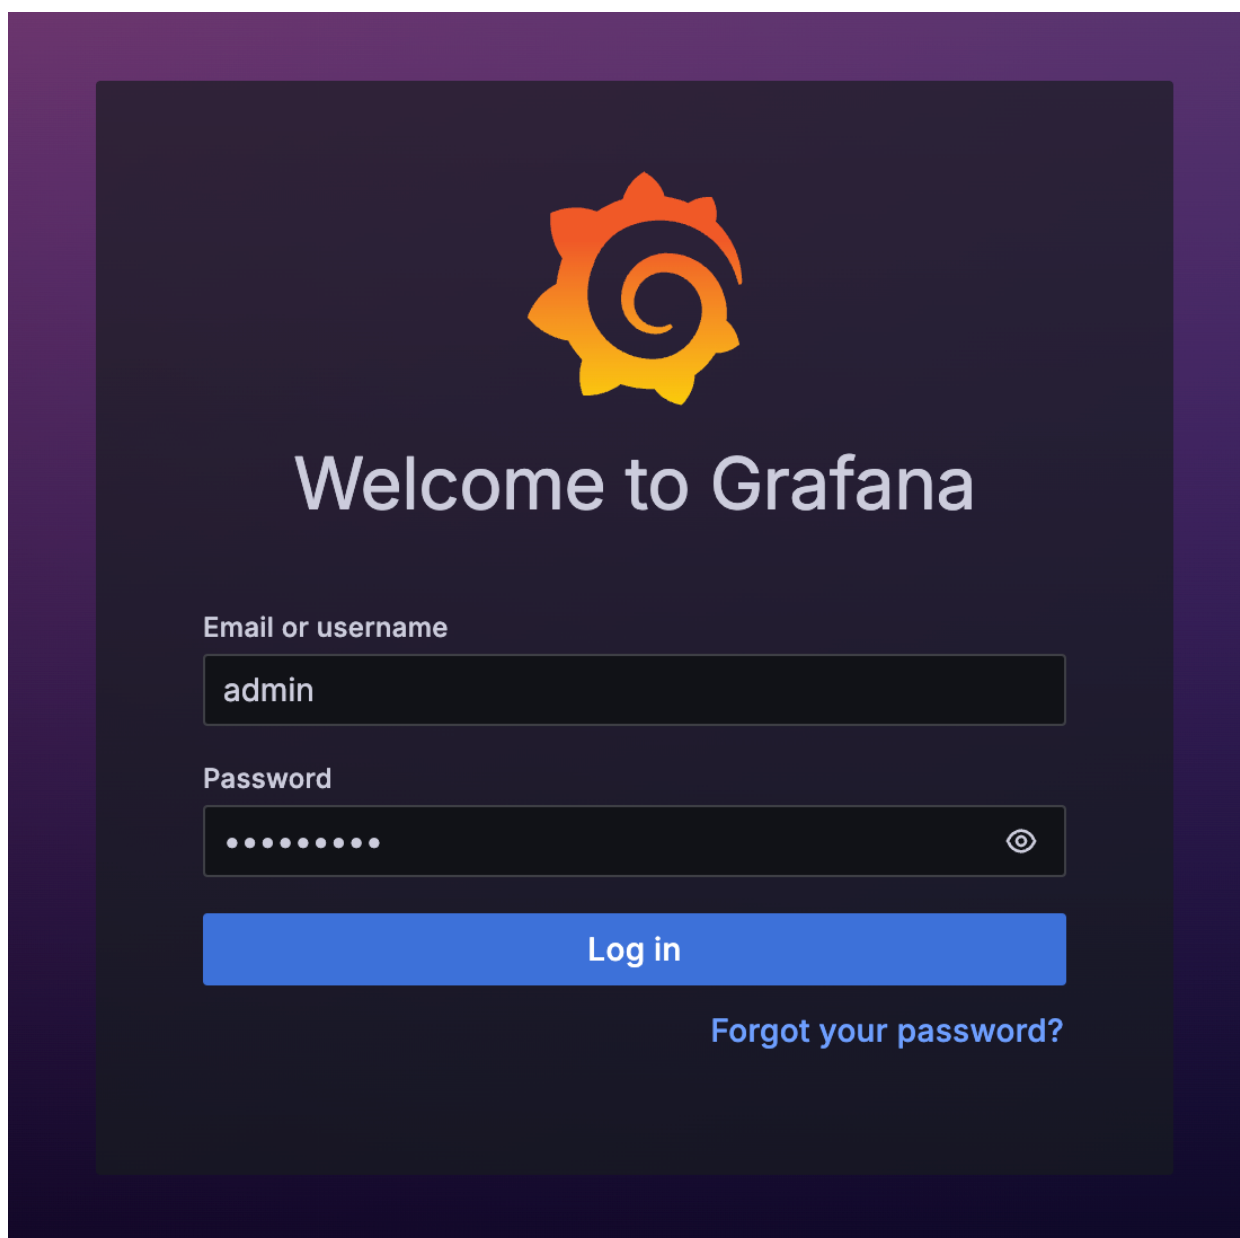 Welcome to Grafana
Email or username
admin
Password
•••••••••
Log in
Forgot your password?